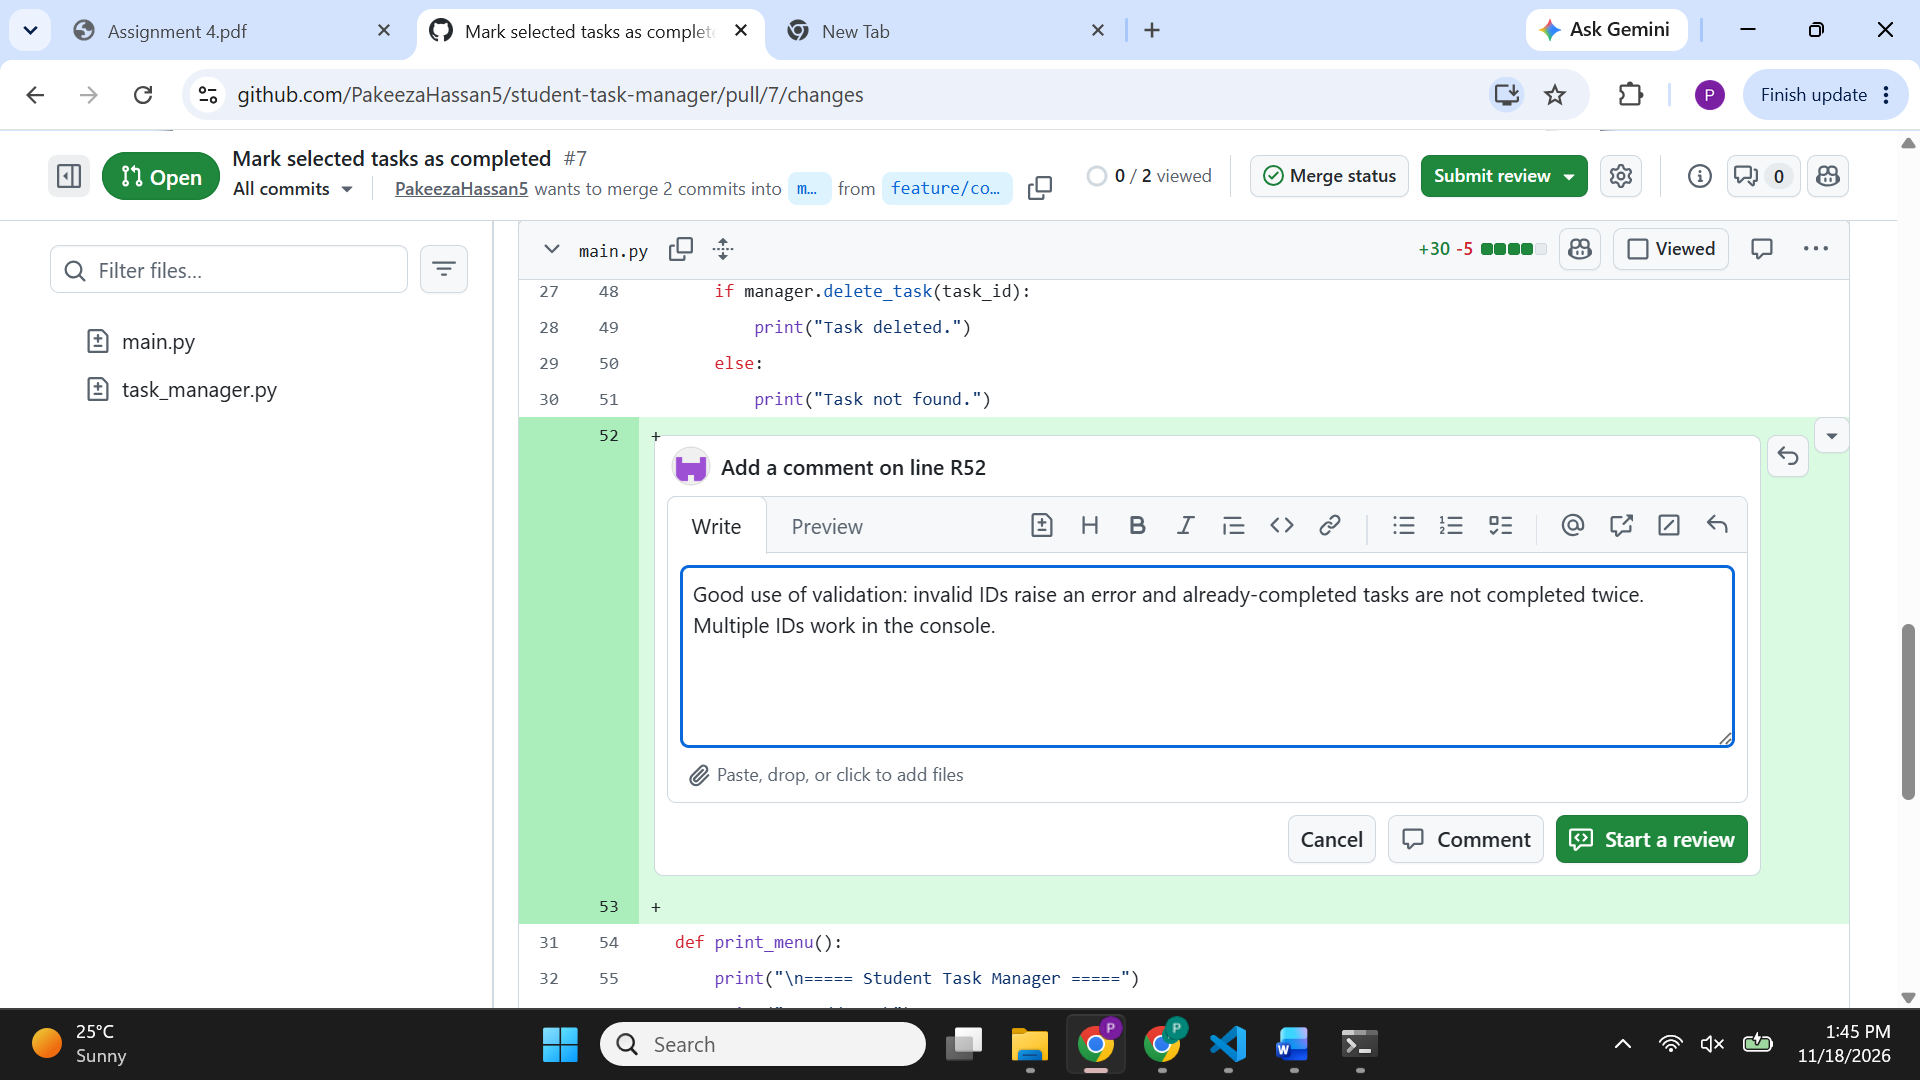 Assignment 4.pdf
Mark selected tasks as complete
New Tab
Ask Gemini
github.com/PakeezaHassan5/student-task-manager/pull/7/changes
P
Finish update
Open
Mark selected tasks as completed #7
All commits
PakeezaHassan5 wants to merge 2 commits into m... from feature/co...
0 / 2 viewed
Merge status
Submit review
0
Filter files...
main.py
task_manager.py
main.py
+30 -5
Viewed
27 48 if manager.delete_task(task_id):
28 49 print("Task deleted.")
29 50 else:
30 51 print("Task not found.")
52 +
Add a comment on line R52
Write Preview
Good use of validation: invalid IDs raise an error and already-completed tasks are not completed twice.
Multiple IDs work in the console.
Paste, drop, or click to add files
Cancel
Comment
Start a review
53 +
31 54 def print_menu():
32 55 print("\n===== Student Task Manager =====")
25°C
Sunny
Search
P
P
1:45 PM
11/18/2026